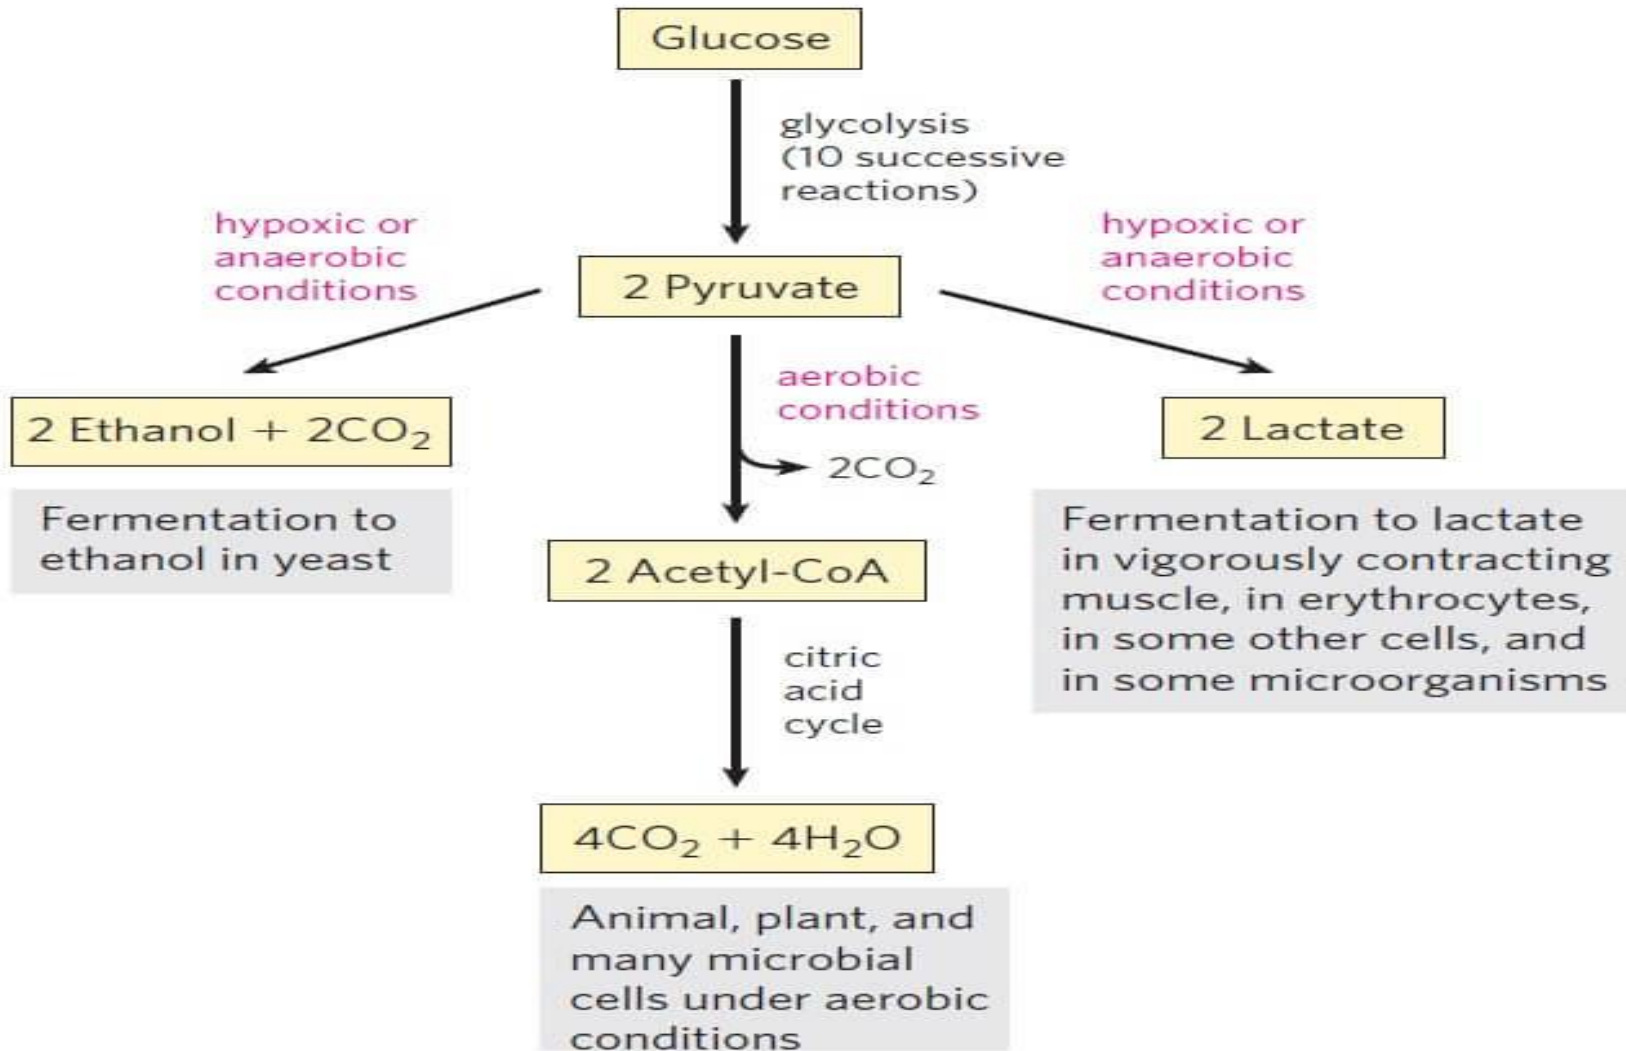 Glucose
glycolysis
(10 successive
reactions)
hypoxic or
anaerobic
conditions
hypoxic or
anaerobic
conditions
2 Pyruvate
aerobic
conditions
2CO₂
2 Ethanol + 2CO₂
Fermentation to
ethanol in yeast
2 Lactate
Fermentation to lactate
in vigorously contracting
muscle, in erythrocytes,
in some other cells, and
in some microorganisms
2 Acetyl-CoA
citric
acid
cycle
4CO₂ + 4H₂O
Animal, plant, and
many microbial
cells under aerobic
conditions